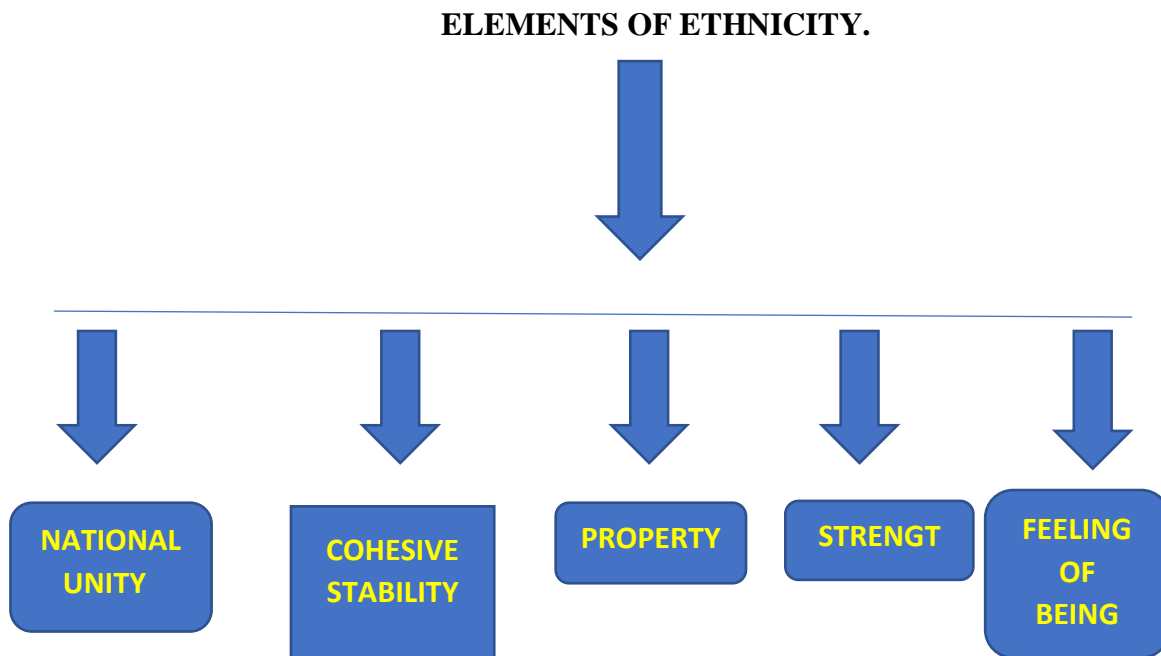 ELEMENTS OF ETHNICITY.
NATIONAL
UNITY
COHESIVE
STABILITY
PROPERTY
STRENGT
FEELING
OF
BEING